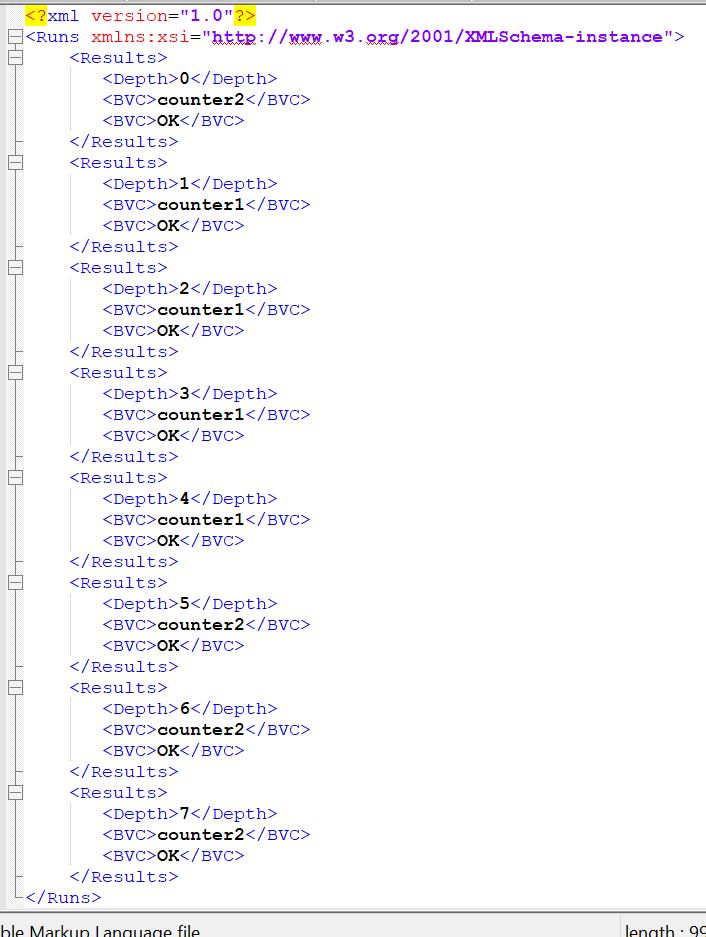 <?xml version="1.0"?>
<Runs xmlns:xsi="http://www.w3.org/2001/XMLSchema-instance">
<Results>
<Depth>0</Depth>
<BVC>counter2</BVC>
<BVC>OK</BVC>
</Results>
<Results>
<Depth>1</Depth>
<BVC>counter1</BVC>
<BVC>OK</BVC>
</Results>
<Results>
<Depth>2</Depth>
<BVC>counter1</BVC>
<BVC>OK</BVC>
</Results>
<Results>
<Depth>3</Depth>
<BVC>counter1</BVC>
<BVC>OK</BVC>
</Results>
<Results>
<Depth>4</Depth>
<BVC>counter1</BVC>
<BVC>OK</BVC>
</Results>
<Results>
<Depth>5</Depth>
<BVC>counter2</BVC>
<BVC>OK</BVC>
</Results>
<Results>
<Depth>6</Depth>
<BVC>counter2</BVC>
<BVC>OK</BVC>
</Results>
<Results>
<Depth>7</Depth>
<BVC>counter2</BVC>
<BVC>OK</BVC>
</Results>
</Runs>
ble Markup Language file length : 99